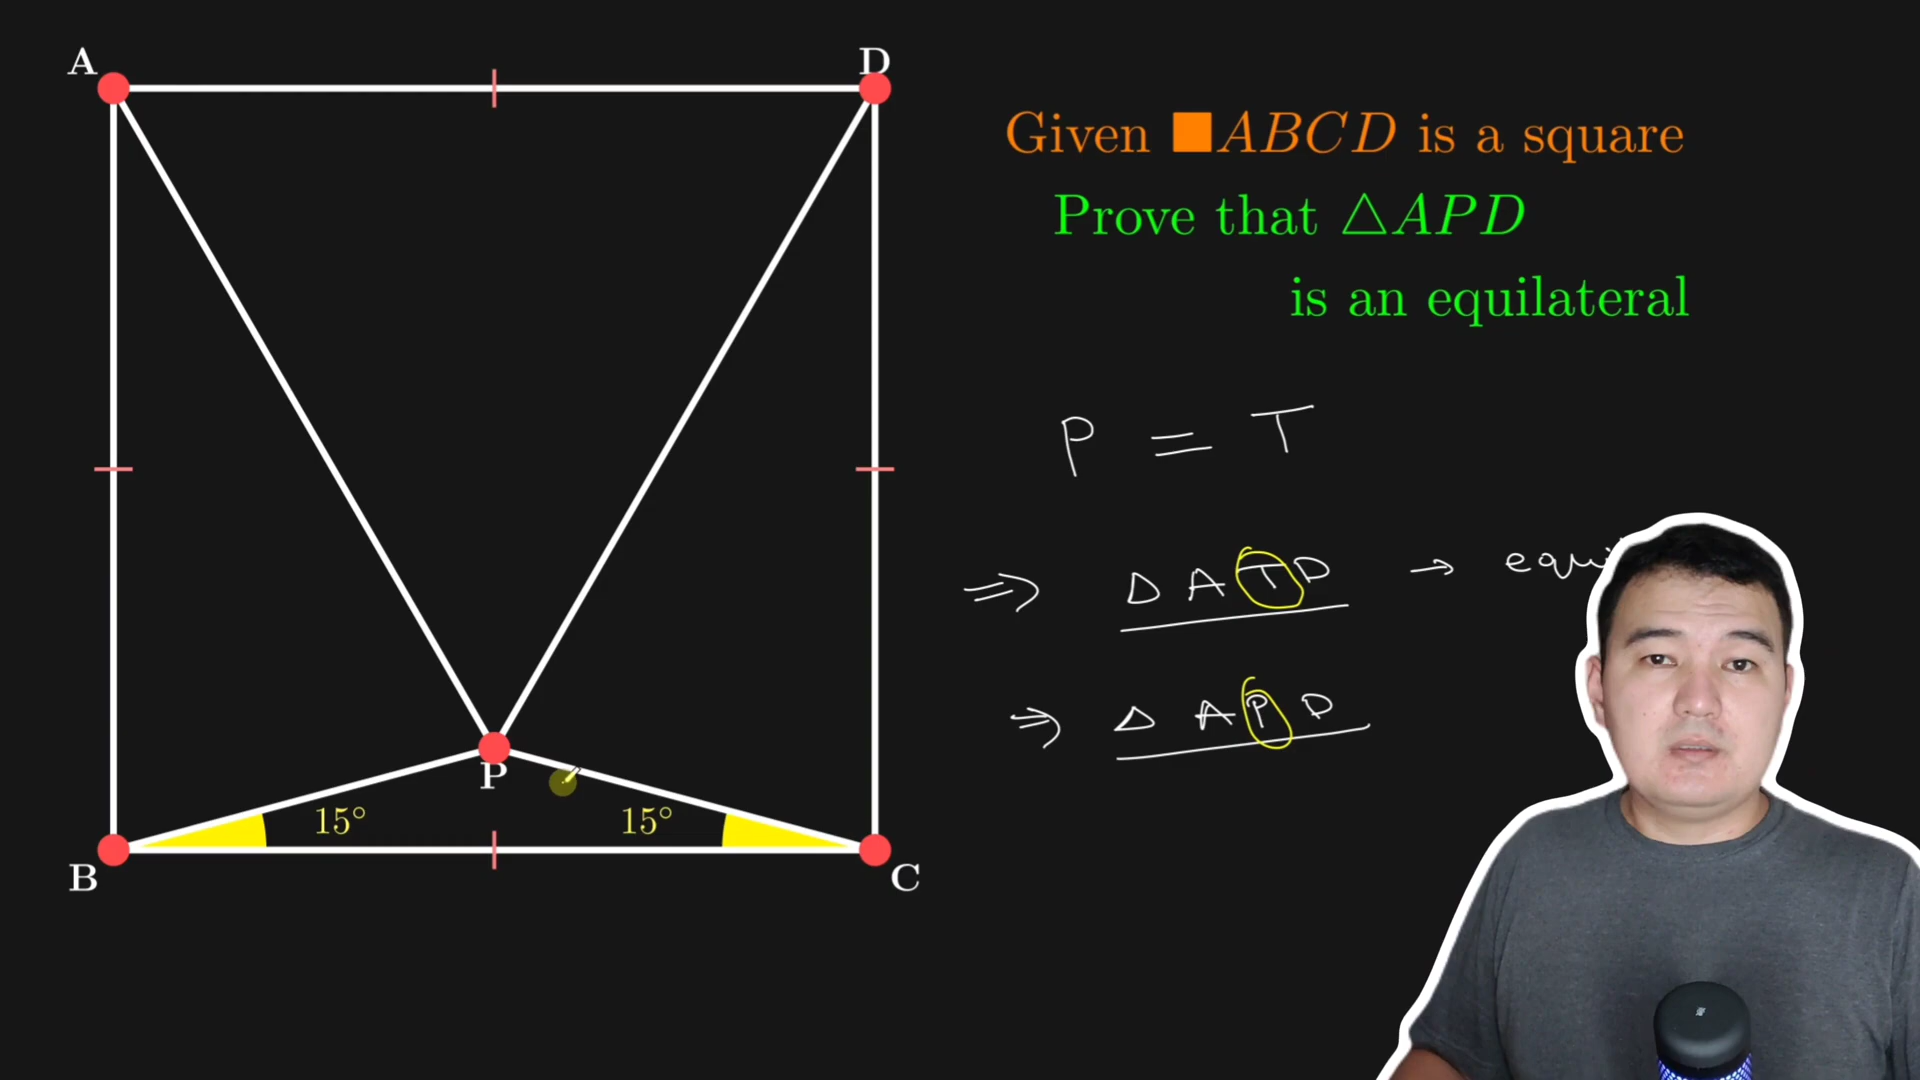 A
D
Given ■ABCD is a square
Prove that △APD
is an equilateral
P = T
⇒ △ATD →
⇒ △APD
P
15°
15°
B
C